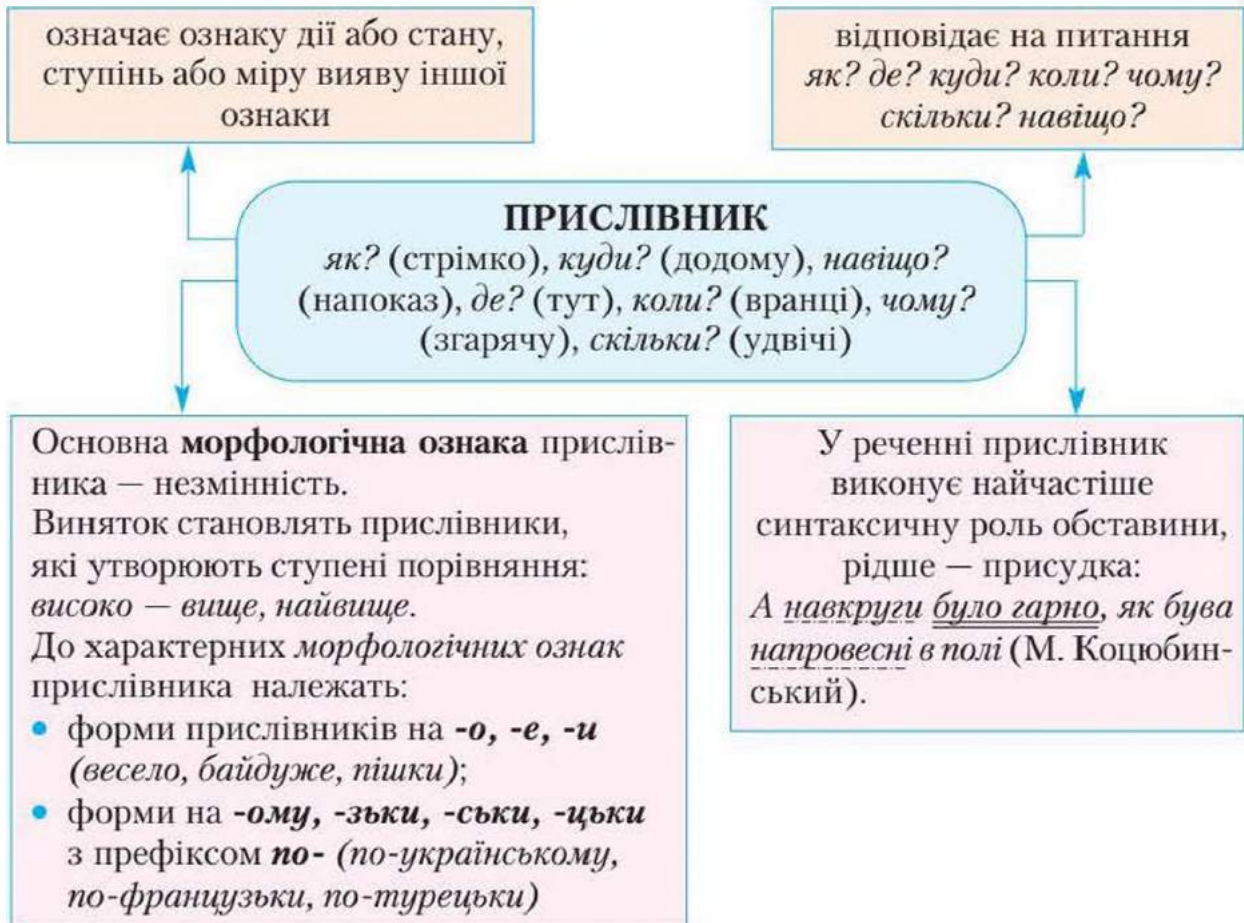 означає ознаку дії або стану,
ступінь або міру вияву іншої
ознаки
відповідає на питання
як? де? куди? коли? чому?
скільки? навіщо?
ПРИСЛІВНИК
як? (стрімко), куди? (додому), навіщо?
(напоказ), де? (тут), коли? (вранці), чому?
(згарячу), скільки? (удвічі)
Основна морфологічна ознака прислів-
ника — незмінність.
Виняток становлять прислівники,
які утворюють ступені порівняння:
високо — вище, найвище.
До характерних морфологічних ознак
прислівника належать:
• форми прислівників на -о, -е, -и
(весело, байдуже, пішки);
• форми на -ому, -зьки, -ськи, -цьки
з префіксом по- (по-українському,
по-французьки, по-турецьки)
У реченні прислівник
виконує найчастіше
синтаксичну роль обставини,
рідше — присудка:
А навкруги було гарно, як бува
напровесні в полі (М. Коцюбин-
ський).